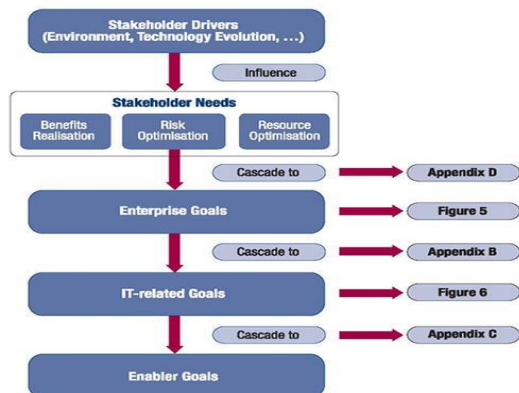 Stakeholder Drivers
(Environment, Technology Evolution, …)
Influence
Stakeholder Needs
Benefits
Realisation
Risk
Optimisation
Resource
Optimisation
Cascade to
Appendix D
Enterprise Goals
Figure 5
Cascade to
Appendix B
IT-related Goals
Figure 6
Cascade to
Appendix C
Enabler Goals